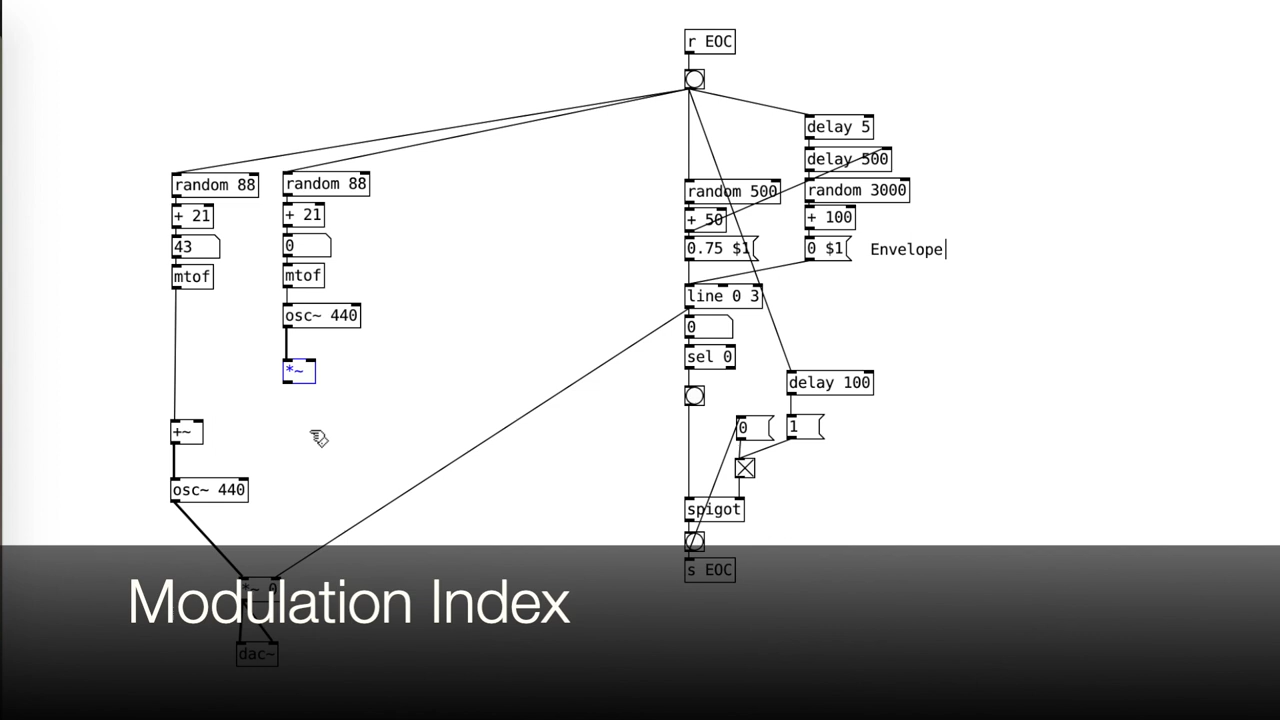 r EOC
delay 5
delay 500
random 88
random 88
random 500
random 3000
+ 21
+ 21
+ 50
+ 100
43
0
0.75 $1
0 $1
Envelope
mtof
mtof
line 0 3
osc~ 440
0
sel 0
*~
delay 100
+~
0
1
osc~ 440
spigot
s EOC
*~ 0
Modulation Index
dac~